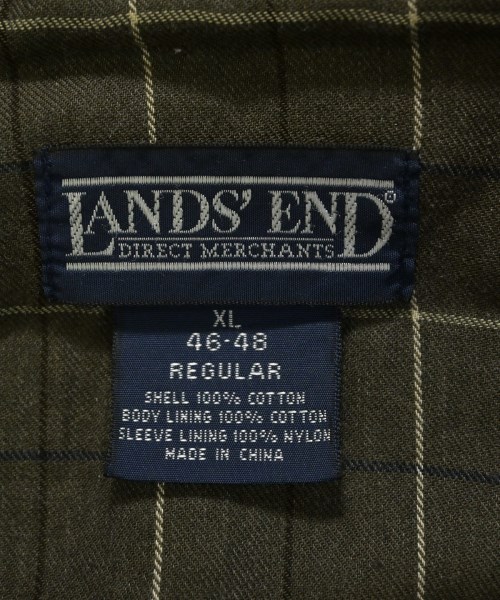 LANDS' END®
DIRECT MERCHANTS
XL
46-48
REGULAR
SHELL 100% COTTON
BODY LINING 100% COTTON
SLEEVE LINING 100% NYLON
MADE IN CHINA